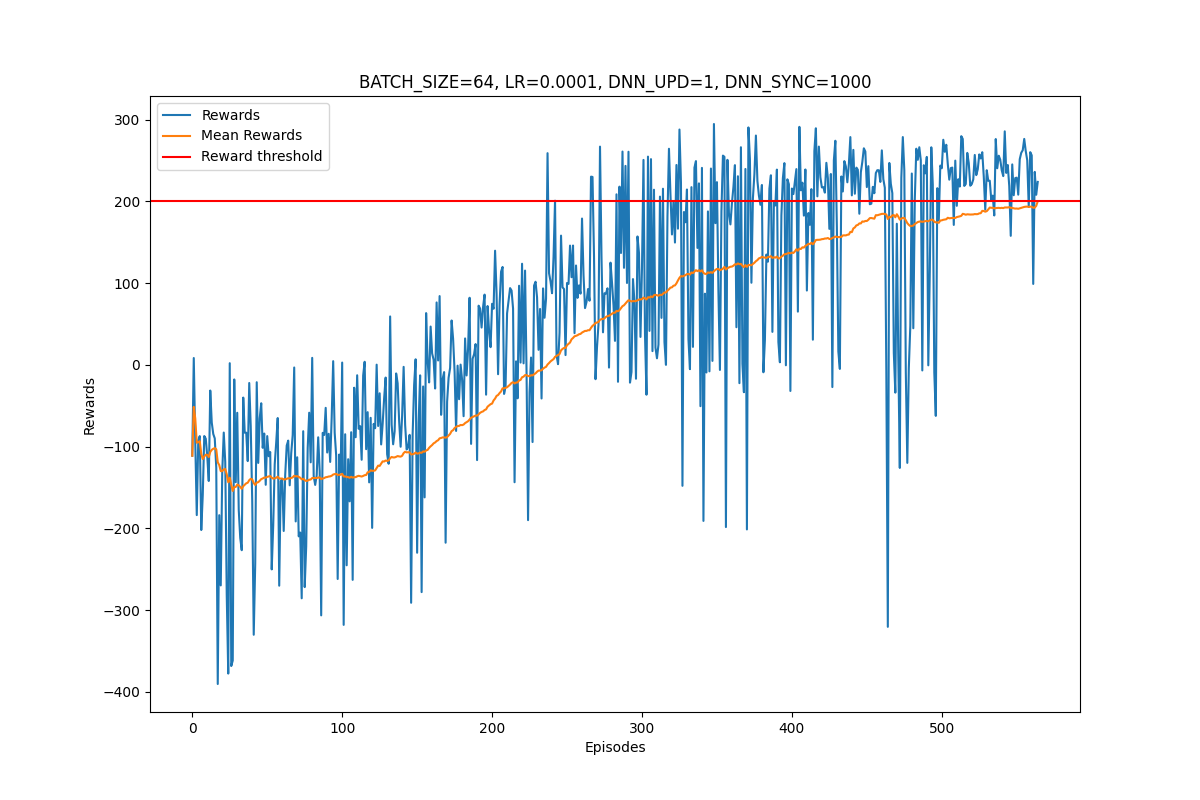 BATCH_SIZE=64, LR=0.0001, DNN_UPD=1, DNN_SYNC=1000
Rewards
Mean Rewards
Reward threshold
300
200
100
0
−100
−200
−300
−400
Rewards
0 100 200 300 400 500
Episodes